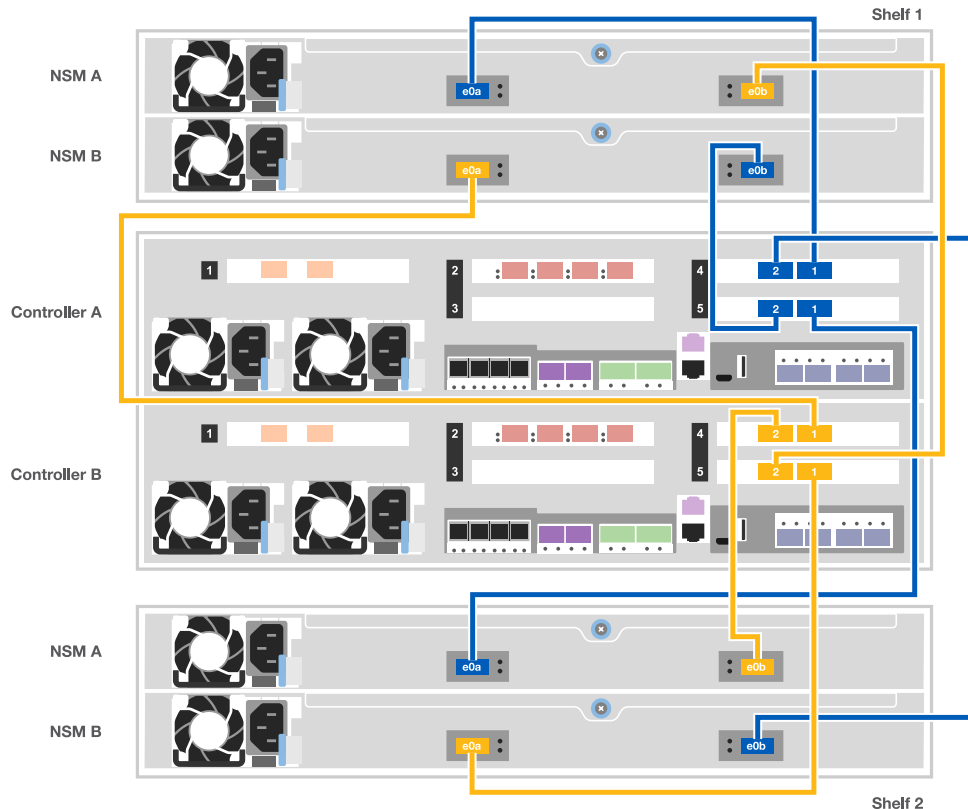 Shelf 1
NSM A
e0a
e0b
NSM B
e0a
e0b
1
2
4
2
1
Controller A
3
5
2
1
1
2
4
2
1
Controller B
3
5
2
1
NSM A
e0a
e0b
NSM B
e0a
e0b
Shelf 2